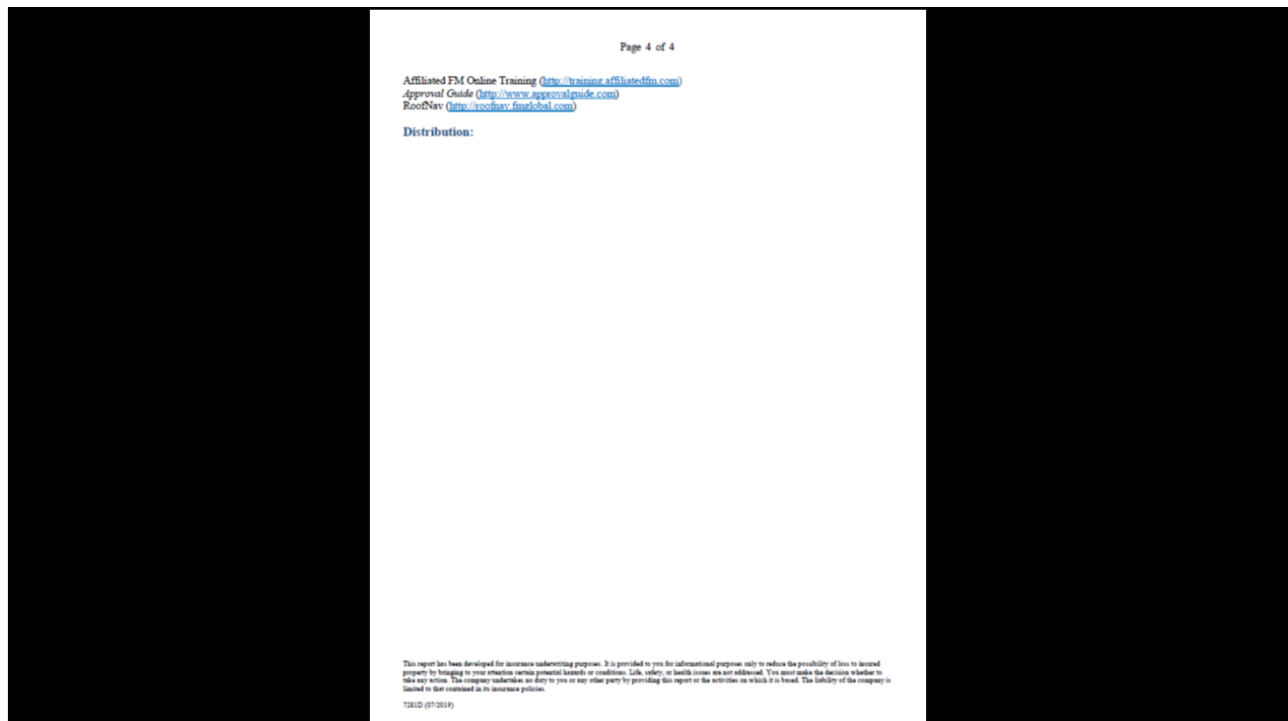 Page 4 of 4
Affiliated FM Online Training (http://training.affiliatedfm.com)
Approval Guide (http://www.approvalguide.com)
RoofNav (http://roofnav.fmglobal.com)
Distribution:
This report has been developed for insurance underwriting purposes. It is provided to you for informational purposes only to reduce the possibility of loss to insured
property by bringing to your attention certain potential hazards or conditions. Life, safety, or health issues are not addressed. You must make the decision whether to
take any action. The company undertakes no duty to you or any other party by providing this report or the activities on which it is based. The liability of the company is
limited to that contained in its insurance policies.
7281D (07/2019)